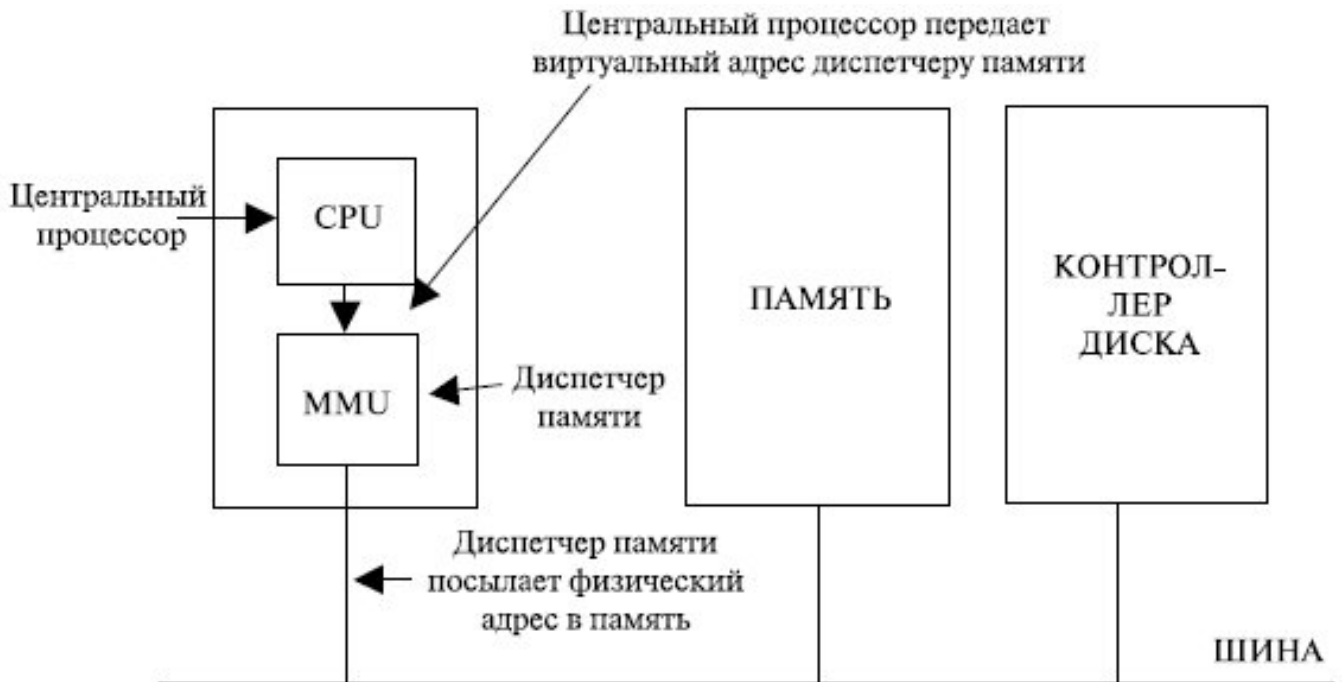 Центральный процессор передает
виртуальный адрес диспетчеру памяти
Центральный
процессор
CPU
MMU
Диспетчер
памяти
ПАМЯТЬ
КОНТРОЛ-
ЛЕР
ДИСКА
Диспетчер памяти
посылает физический
адрес в память
ШИНА